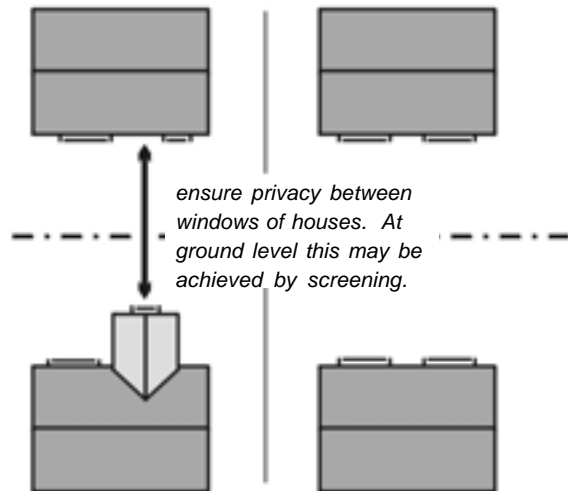 ensure privacy between
windows of houses. At
ground level this may be
achieved by screening.